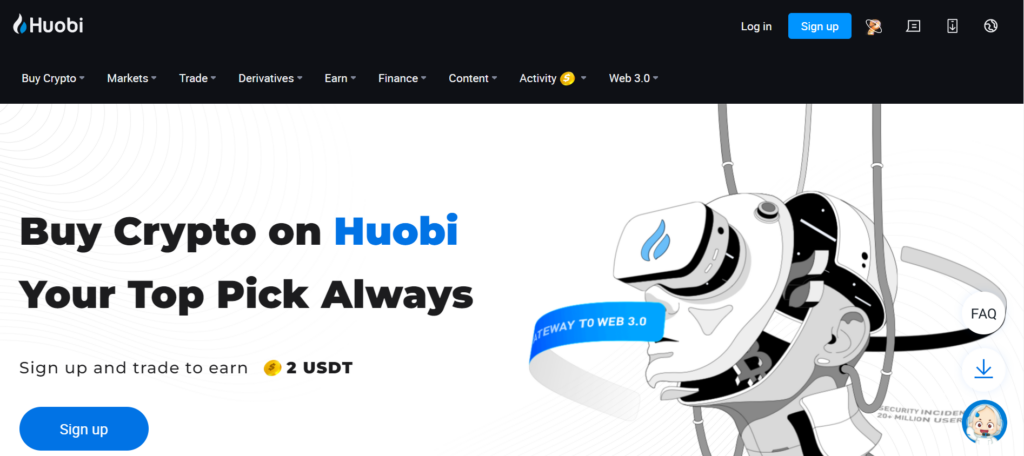 Huobi
Log in
Sign up
Buy Crypto
Markets
Trade
Derivatives
Earn
Finance
Content
Activity
Web 3.0
Buy Crypto on Huobi
Your Top Pick Always
Sign up and trade to earn 2 USDT
Sign up
ATEWAY TO WEB 3.0
FAQ
SECURITY INCIDEN
20+ MILLION USER